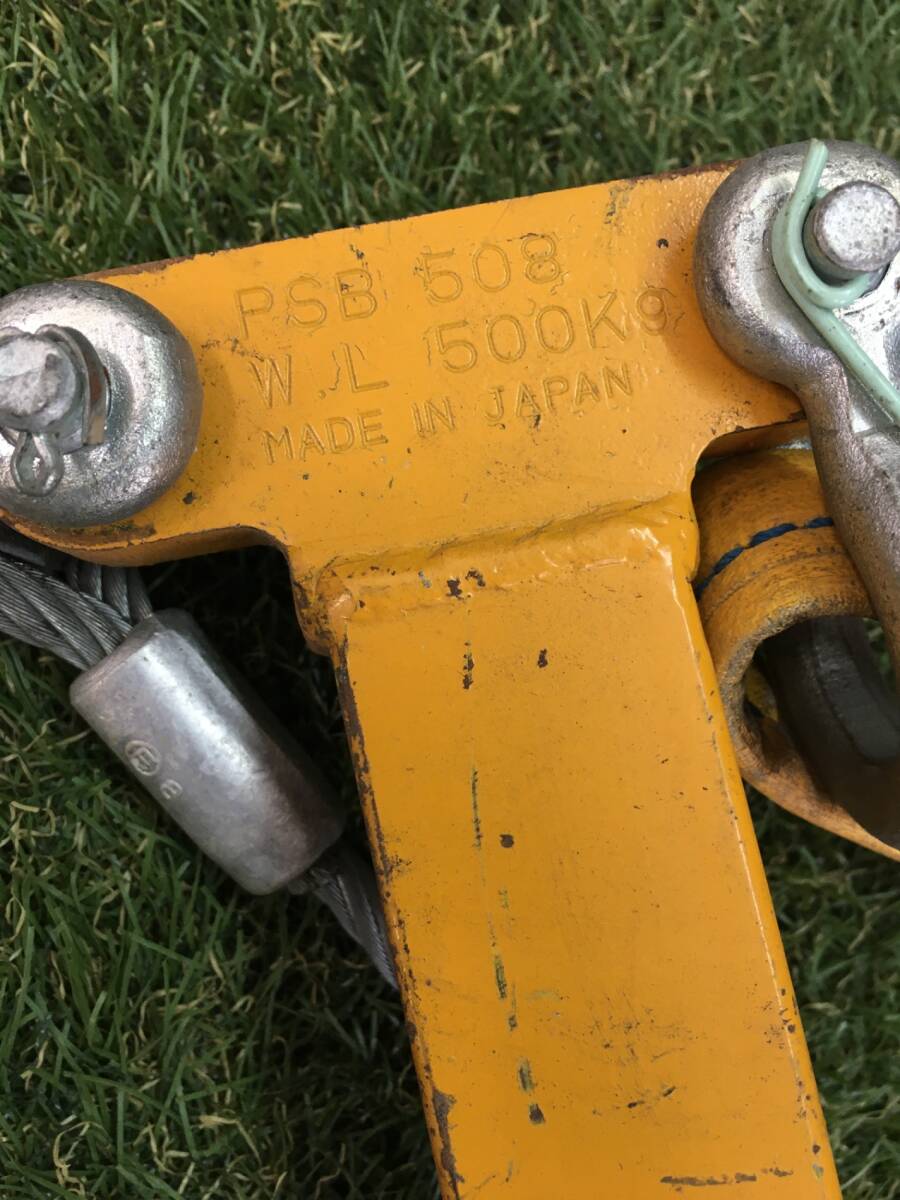 PSB 508
W.L 500Kg
MADE IN JAPAN